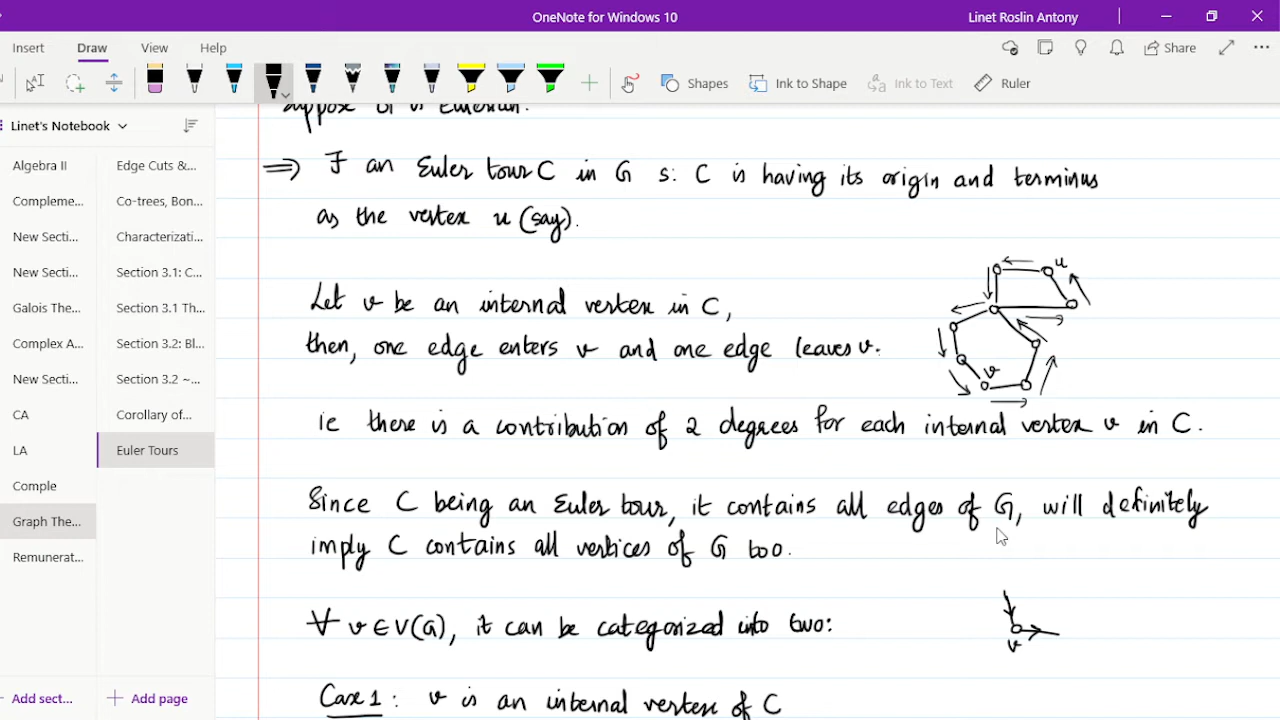 OneNote for Windows 10
Linet Roslin Antony
Insert Draw View Help
Share
Shapes Ink to Shape Ink to Text Ruler
Linet's Notebook
Algebra II
Compleme...
New Secti...
New Secti...
Galois The...
Complex A...
New Secti...
CA
LA
Comple
Graph The...
Remunerat...
Add sect...
Edge Cuts &...
Co-trees, Bon...
Characterizati...
Section 3.1: C...
Section 3.1 Th...
Section 3.2: Bl...
Section 3.2 ~...
Corollary of...
Euler Tours
Add page
⟹ ∃ an Euler tour C in G s: C is having its origin and terminus
as the vertex u (say).
Let v be an internal vertex in C,
then, one edge enters v and one edge leaves v.
u
v
ie there is a contribution of 2 degrees for each internal vertex v in C.
Since C being an Euler tour, it contains all edges of G, will definitely
imply C contains all vertices of G too.
∀ v ∈ V(G), it can be categorized into two:
v
Case 1: v is an internal vertex of C